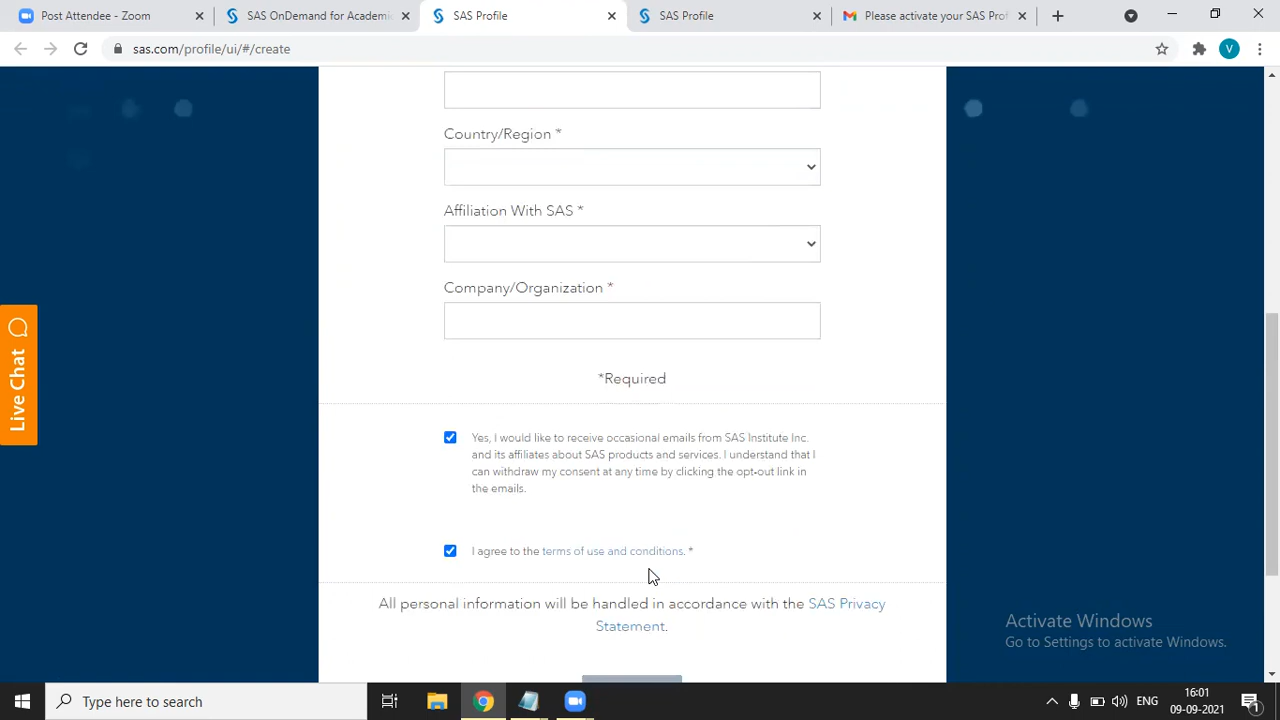 Post Attendee - Zoom
SAS OnDemand for Academi
SAS Profile
SAS Profile
Please activate your SAS Prof
sas.com/profile/ui/#/create
V
Country/Region *
Affiliation With SAS *
Company/Organization *
*Required
Yes, I would like to receive occasional emails from SAS Institute Inc.
and its affiliates about SAS products and services. I understand that I
can withdraw my consent at any time by clicking the opt-out link in
the emails.
I agree to the terms of use and conditions. *
All personal information will be handled in accordance with the SAS Privacy
Statement.
Live Chat
Activate Windows
Go to Settings to activate Windows.
Type here to search
ENG
16:01
09-09-2021
1